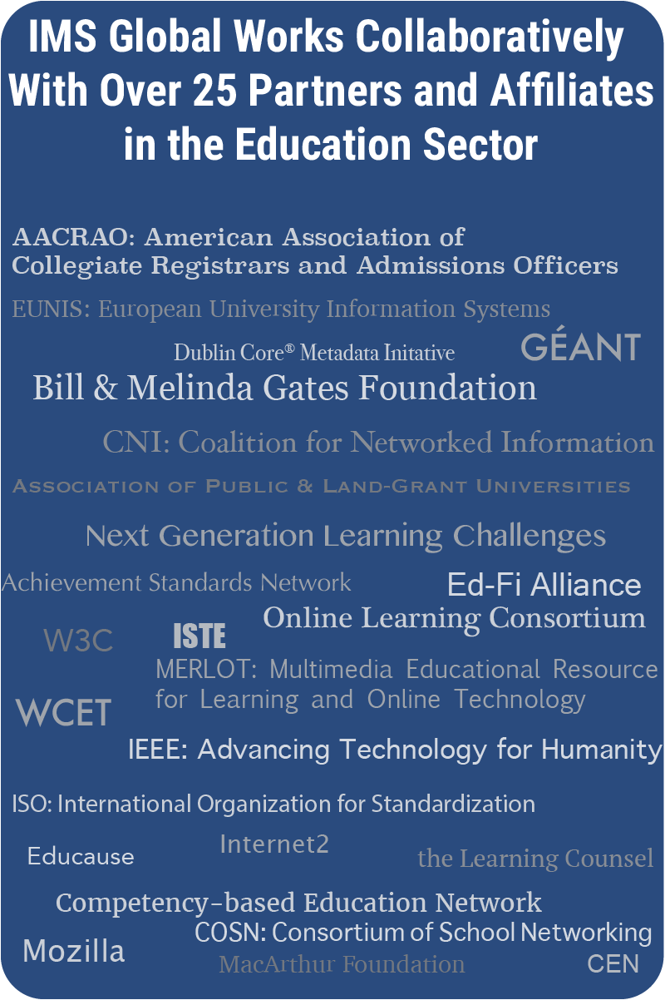 IMS Global Works Collaboratively
With Over 25 Partners and Affiliates
in the Education Sector
AACRAO: American Association of
Collegiate Registrars and Admissions Officers
EUNIS: European University Information Systems
GÉANT
Dublin Core® Metadata Initative
Bill & Melinda Gates Foundation
CNI: Coalition for Networked Information
Association of Public & Land-Grant Universities
Next Generation Learning Challenges
Achievement Standards Network
Ed-Fi Alliance
Online Learning Consortium
W3C
ISTE
MERLOT: Multimedia Educational Resource
for Learning and Online Technology
WCET
IEEE: Advancing Technology for Humanity
ISO: International Organization for Standardization
Internet2
Educause
the Learning Counsel
Competency-based Education Network
COSN: Consortium of School Networking
Mozilla
MacArthur Foundation
CEN